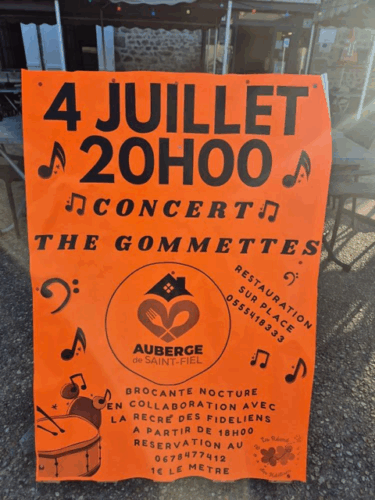 4 JUILLET
20H00
CONCERT
THE GOMMETTES
RESTAURATION
SUR PLACE
0555418333
AUBERGE
de SAINT-FIEL
BROCANTE NOCTURE
EN COLLABORATION AVEC
LA RECRÉ DES FIDELIENS
A PARTIR DE 18H00
RESERVATION AU
0678477412
1€ LE METRE